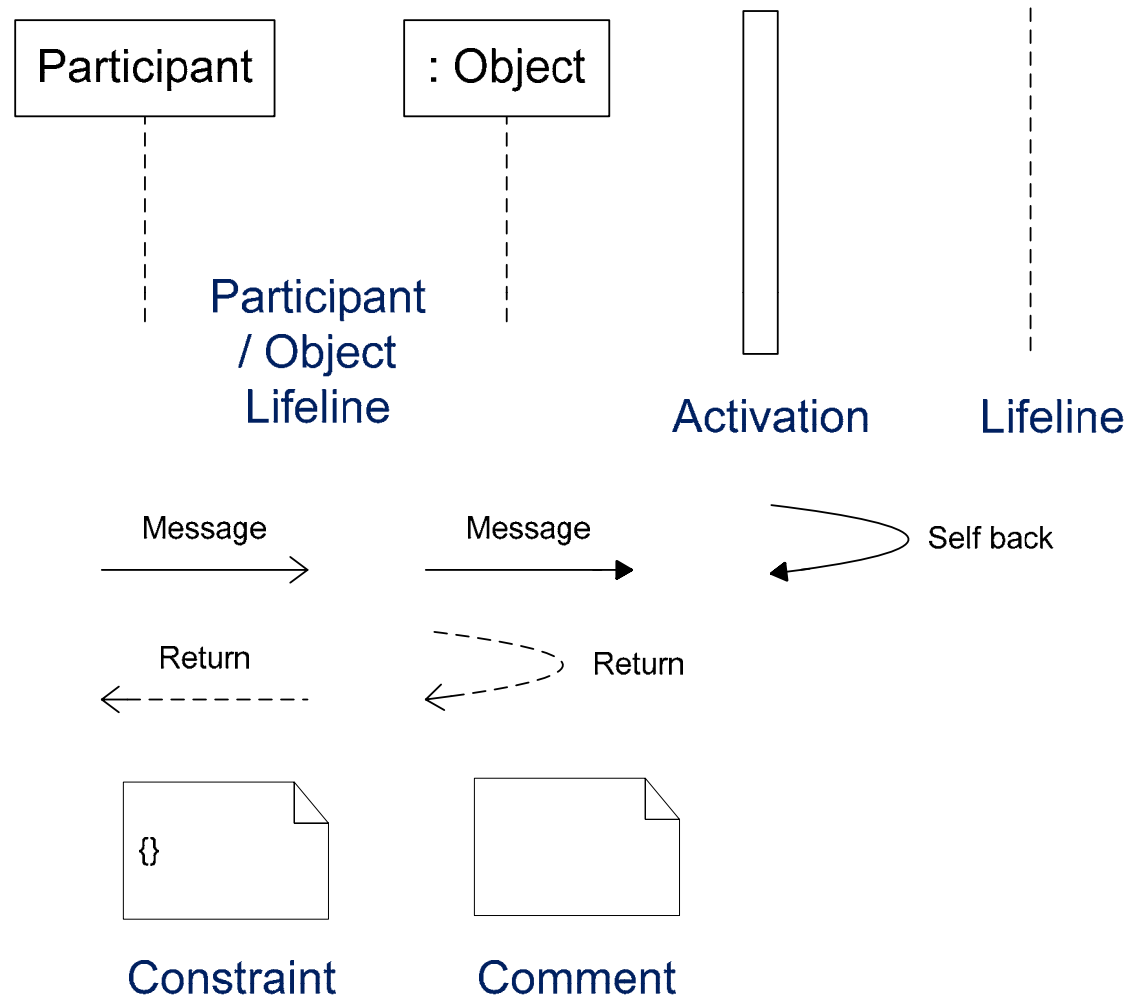 Participant
: Object
Participant
/ Object
Lifeline
Activation
Lifeline
Message
Message
Self back
Return
Return
{}
Constraint
Comment